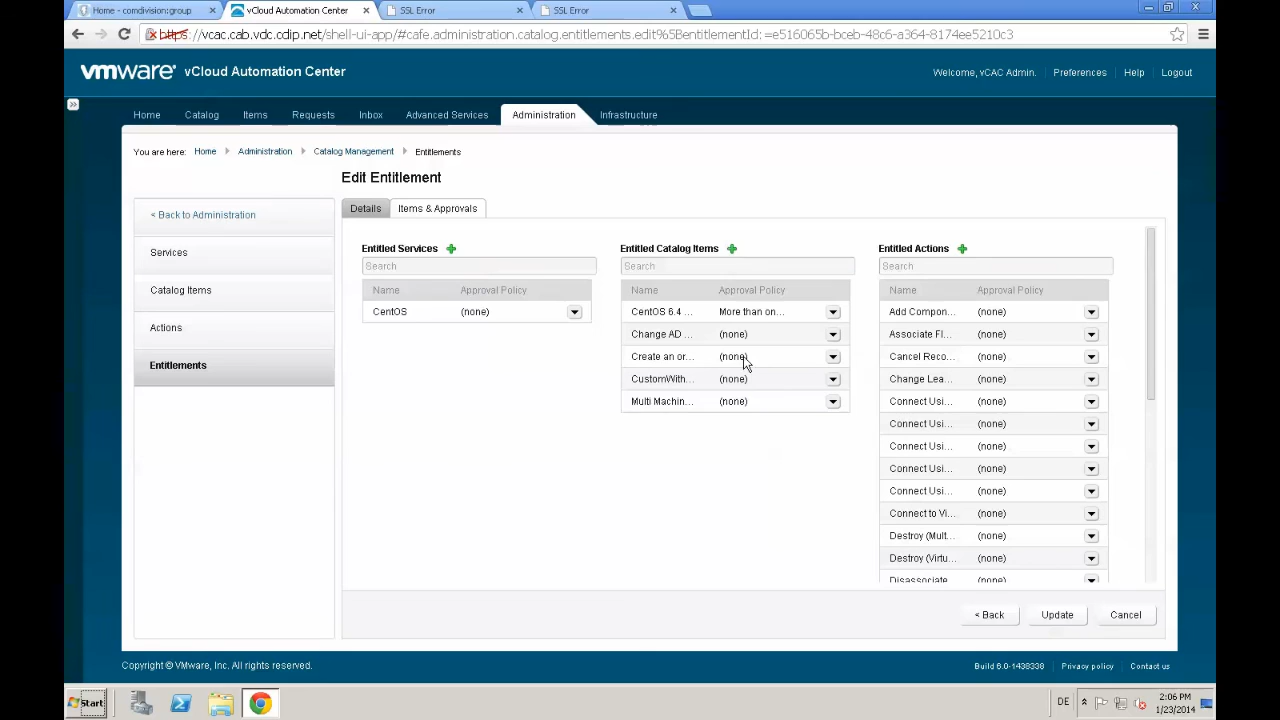 Home - comdivision:group
vCloud Automation Center
SSL Error
SSL Error
https://vcac.cab.vdc.cdip.net/shell-ui-app/#cafe.administration.catalog.entitlements.edit%5BentitlementId: =e516065b-bceb-48c6-a364-8174ee5210c3
vmware® vCloud Automation Center
Welcome, vCAC Admin. Preferences Help Logout
Home Catalog Items Requests Inbox Advanced Services Administration Infrastructure
You are here: Home Administration Catalog Management Entitlements
Edit Entitlement
< Back to Administration
Services
Catalog Items
Actions
Entitlements
Details Items & Approvals
Entitled Services
Search
Name Approval Policy
CentOS (none)
Entitled Catalog Items
Search
Name Approval Policy
CentOS 6.4 ... More than on...
Change AD ... (none)
Create an or... (none)
CustomWith... (none)
Multi Machin... (none)
Entitled Actions
Search
Name Approval Policy
Add Compon... (none)
Associate Fl... (none)
Cancel Reco... (none)
Change Lea... (none)
Connect Usi... (none)
Connect Usi... (none)
Connect Usi... (none)
Connect Usi... (none)
Connect Usi... (none)
Connect to Vi... (none)
Destroy (Mult... (none)
Destroy (Virtu... (none)
Disassociate (none)
< Back Update Cancel
Copyright © VMware, Inc. All rights reserved.
Build 6.0-1438338 Privacy policy Contact us
Start
DE
2:06 PM
1/23/2014